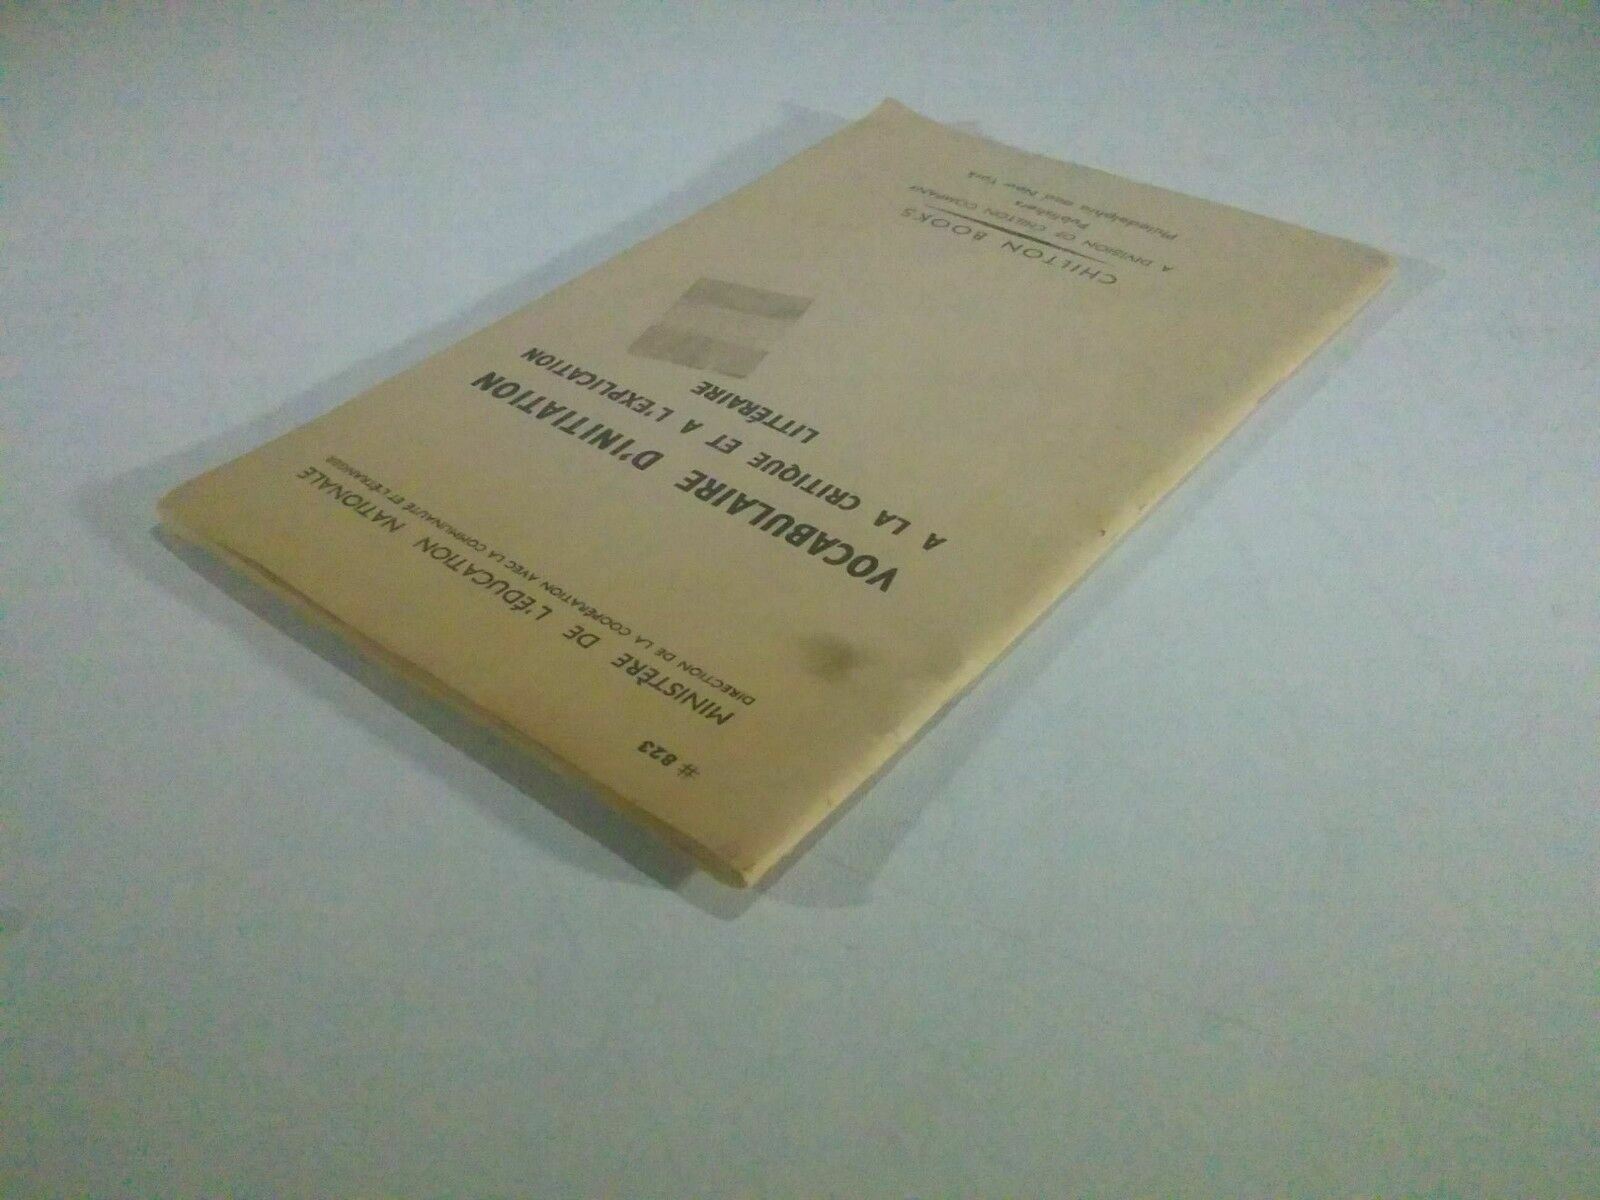 # 823
MINISTÈRE DE L'ÉDUCATION NATIONALE
DIRECTION DE LA COOPÉRATION AVEC LA COMMUNAUTÉ ET L'ÉTRANGER
VOCABULAIRE D'INITIATION
A LA CRITIQUE ET A L'EXPLICATION
LITTÉRAIRE
CHILTON BOOKS
A DIVISION OF CHILTON COMPANY
Publishers
Philadelphia and New York